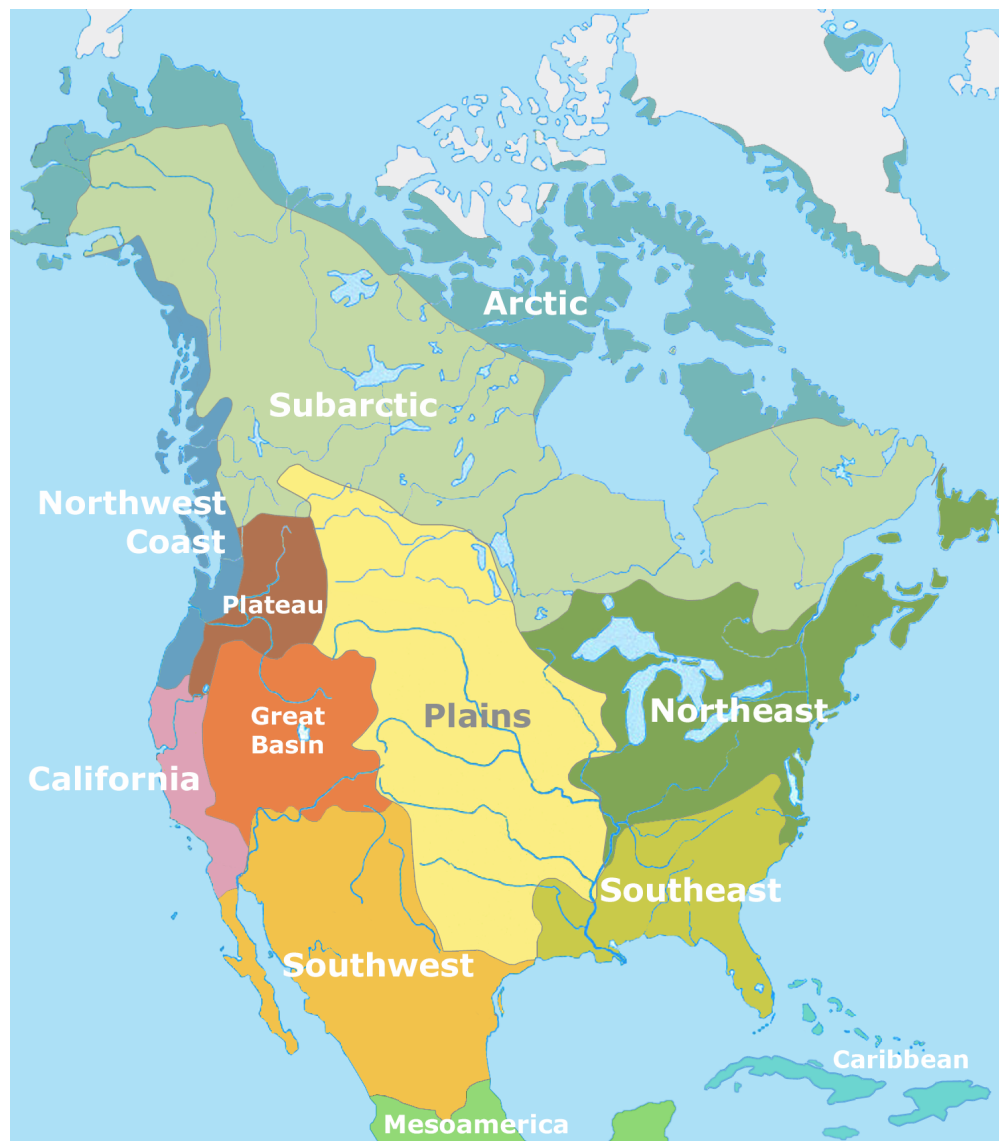 Arctic
Subarctic
Northwest
Coast
Plateau
Great
Basin
Plains
Northeast
California
Southeast
Southwest
Caribbean
Mesoamerica